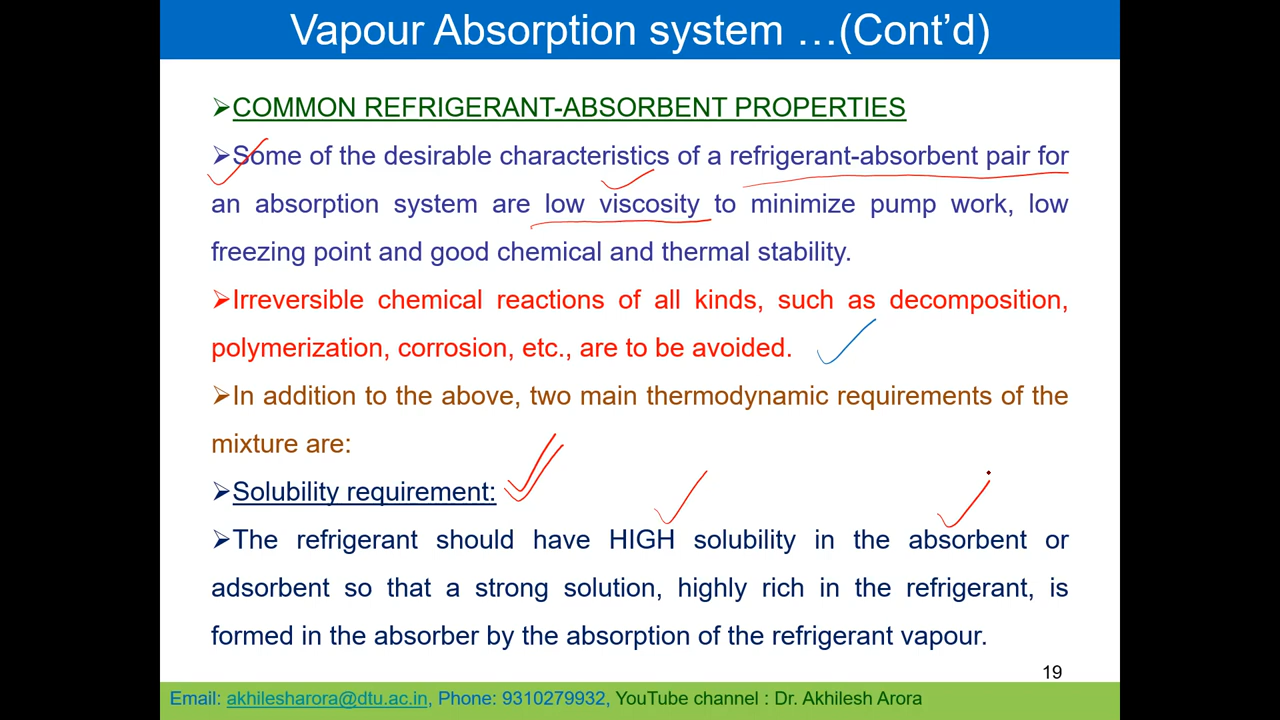 Vapour Absorption system …(Cont’d)
➢COMMON REFRIGERANT-ABSORBENT PROPERTIES
➢Some of the desirable characteristics of a refrigerant-absorbent pair for
an absorption system are low viscosity to minimize pump work, low
freezing point and good chemical and thermal stability.
➢Irreversible chemical reactions of all kinds, such as decomposition,
polymerization, corrosion, etc., are to be avoided.
➢In addition to the above, two main thermodynamic requirements of the
mixture are:
➢Solubility requirement:
➢The refrigerant should have HIGH solubility in the absorbent or
adsorbent so that a strong solution, highly rich in the refrigerant, is
formed in the absorber by the absorption of the refrigerant vapour.
19
Email: akhilesharora@dtu.ac.in, Phone: 9310279932, YouTube channel : Dr. Akhilesh Arora